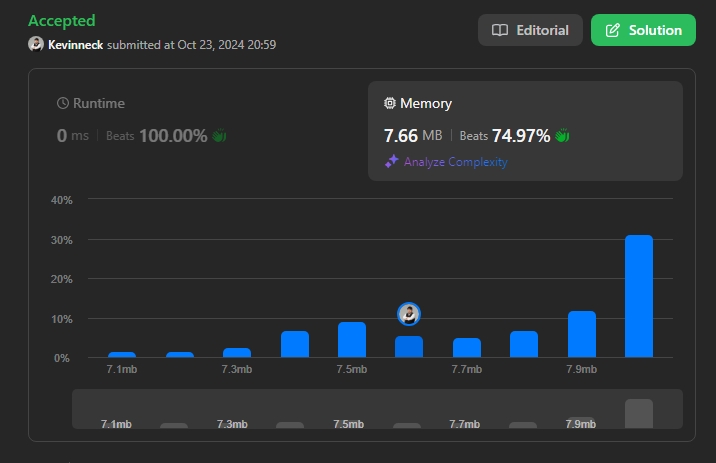 Accepted
Kevinneck submitted at Oct 23, 2024 20:59
Editorial
Solution
Runtime
0 ms | Beats 100.00%
Memory
7.66 MB | Beats 74.97%
Analyze Complexity
40%
30%
20%
10%
0%
7.1mb 7.3mb 7.5mb 7.7mb 7.9mb
7.1mb 7.3mb 7.5mb 7.7mb 7.9mb